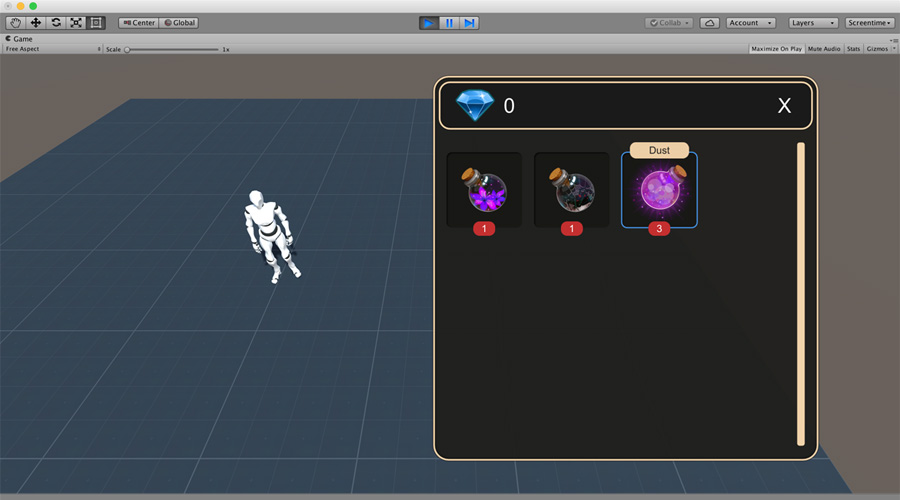 Center Global Collab Account Layers Screentime
Game
Free Aspect Scale 1x Maximize On Play Mute Audio Stats Gizmos
0 X
Dust
1 1 3